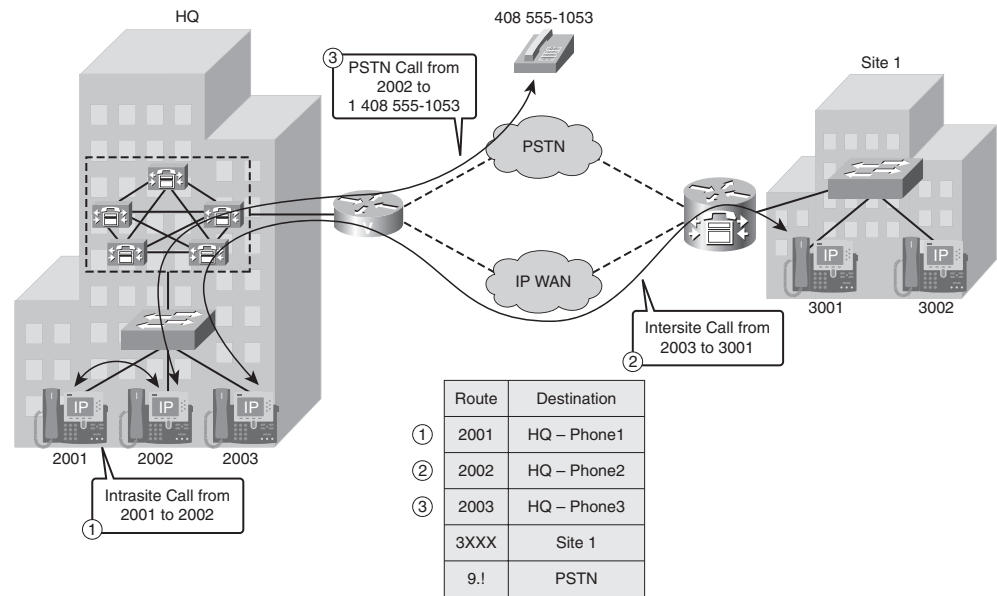 HQ
408 555-1053
3
PSTN Call from
2002 to
1 408 555-1053
Site 1
PSTN
IP WAN
IP
IP
3001
3002
Intersite Call from
2003 to 3001
2
IP
IP
IP
2001
2002
2003
Intrasite Call from
2001 to 2002
1
Route Destination
1 2001 HQ – Phone1
2 2002 HQ – Phone2
3 2003 HQ – Phone3
3XXX Site 1
9.! PSTN